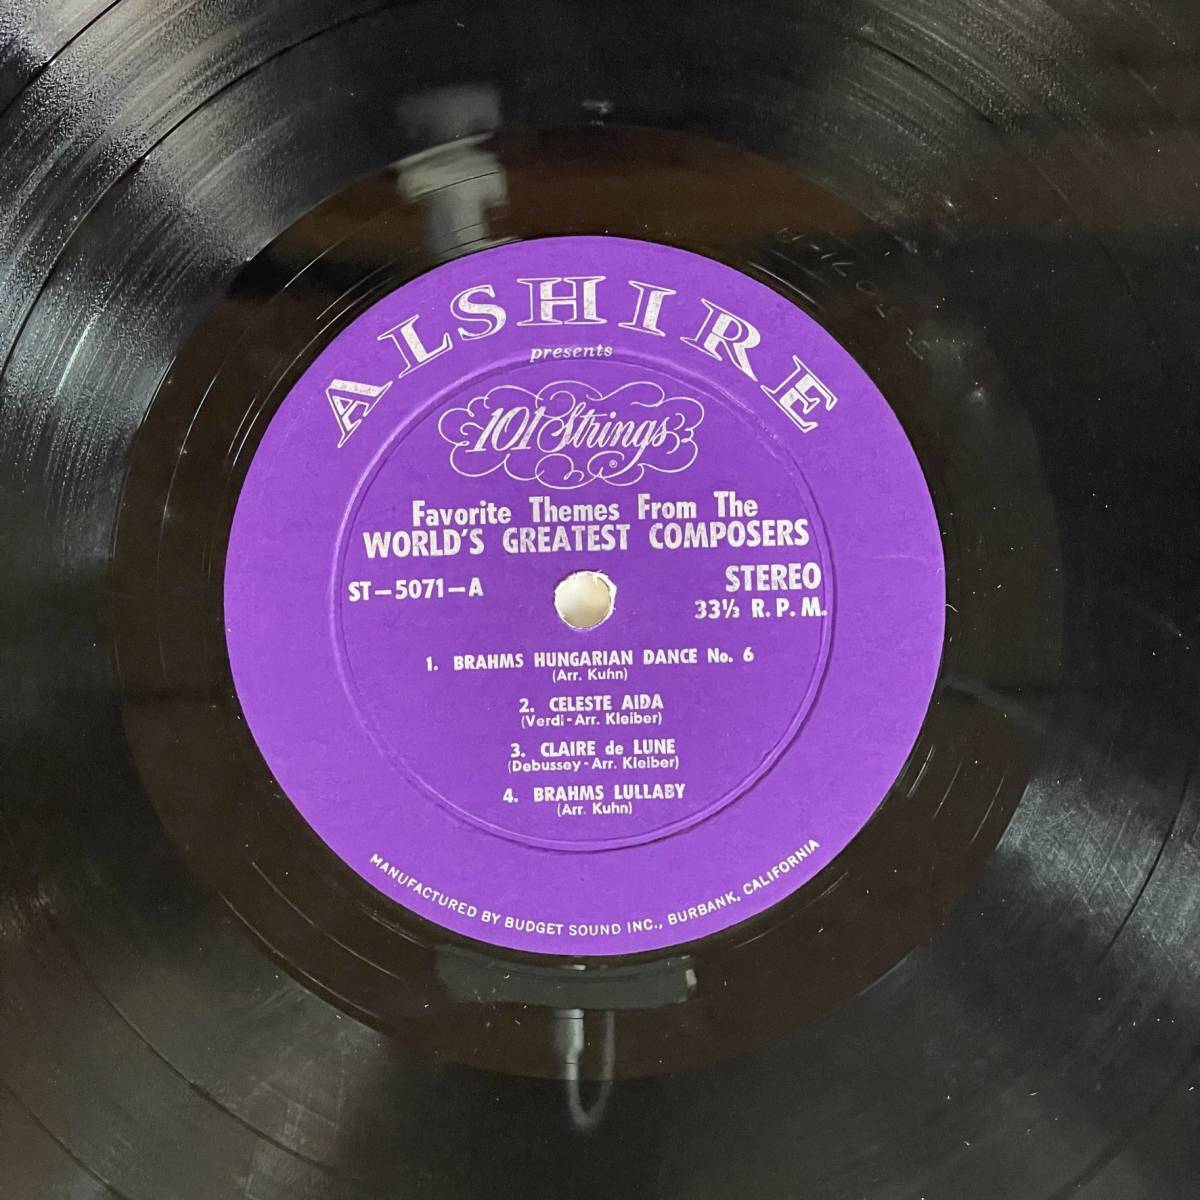 ALSHIRE
presents
101 Strings ®
Favorite Themes From The
WORLD'S GREATEST COMPOSERS
ST–5071–A
STEREO
33⅓ R.P.M.
1. BRAHMS HUNGARIAN DANCE No. 6
(Arr. Kuhn)
2. CELESTE AIDA
(Verdi-Arr. Kleiber)
3. CLAIRE de LUNE
(Debussey-Arr. Kleiber)
4. BRAHMS LULLABY
(Arr. Kuhn)
MANUFACTURED BY BUDGET SOUND INC., BURBANK, CALIFORNIA